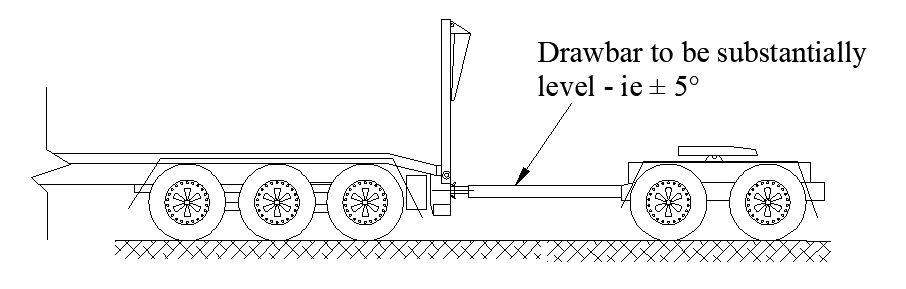 Drawbar to be substantially
level - ie ± 5°